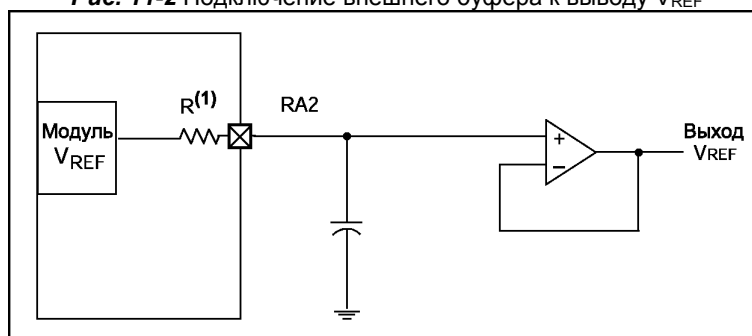 Рис. 11-2 Подключение внешнего буфера к выводу VREF
R(1)
RA2
Модуль
VREF
+
−
Выход
VREF